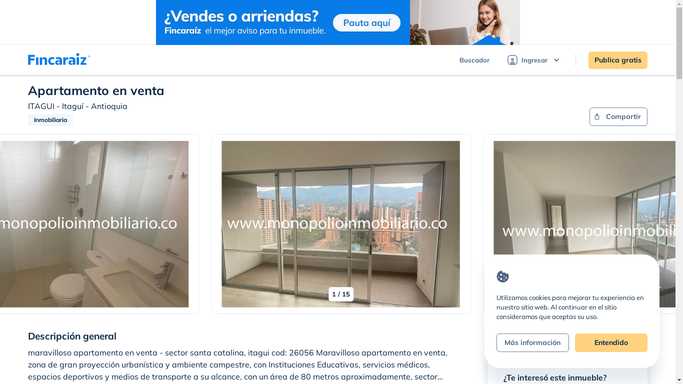 ¿Vendes o arriendas?
Fincaraíz el mejor aviso para tu inmueble.
Pauta aquí
Fincaraíz
Buscador
Ingresar
Publica gratis
Apartamento en venta
ITAGUI - Itaguí - Antioquia
Inmobiliaria
Compartir
www.monopolioinmobiliario.co
www.monopolioinmobiliario.co
www.monopolioinmobiliario.co
1 / 15
Utilizamos cookies para mejorar tu experiencia en
nuestro sitio web. Al continuar en el sitio
consideramos que aceptas su uso.
Más información
Entendido
Descripción general
maravilloso apartamento en venta - sector santa catalina, itagui cod: 26056 Maravilloso apartamento en venta,
zona de gran proyección urbanística y ambiente campestre, con Instituciones Educativas, servicios médicos,
espacios deportivos y medios de transporte a su alcance, con un área de 80 metros aproximadamente, sector...
¿Te interesó este inmueble?